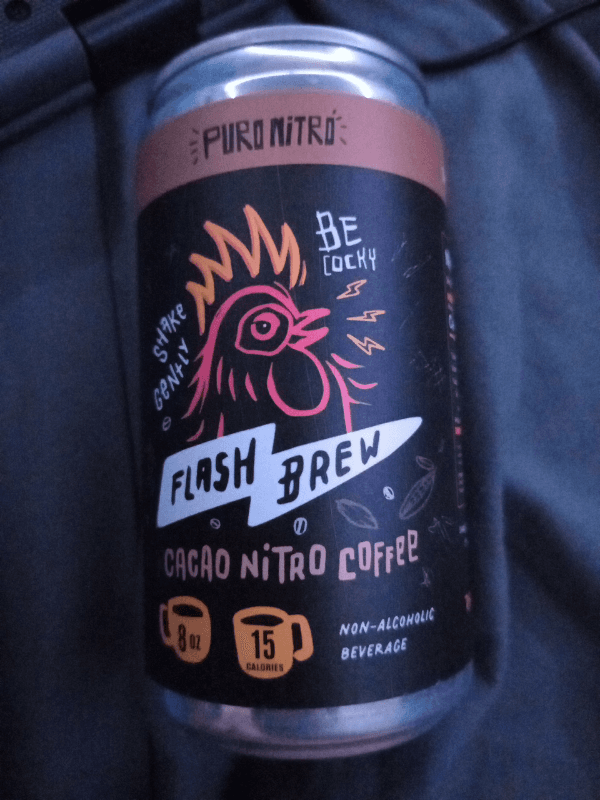 PURO NITRO
BE
COCKY
SHAKE
GENTLY
FLASH BREW
CACAO NITRO COFFEE
8 OZ
15
CALORIES
NON-ALCOHOLIC
BEVERAGE